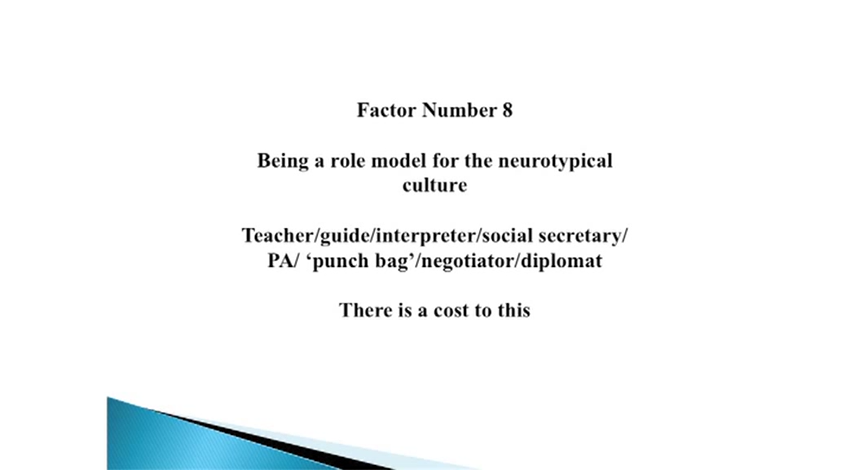 Factor Number 8
Being a role model for the neurotypical
culture
Teacher/guide/interpreter/social secretary/
PA/ ‘punch bag’/negotiator/diplomat
There is a cost to this